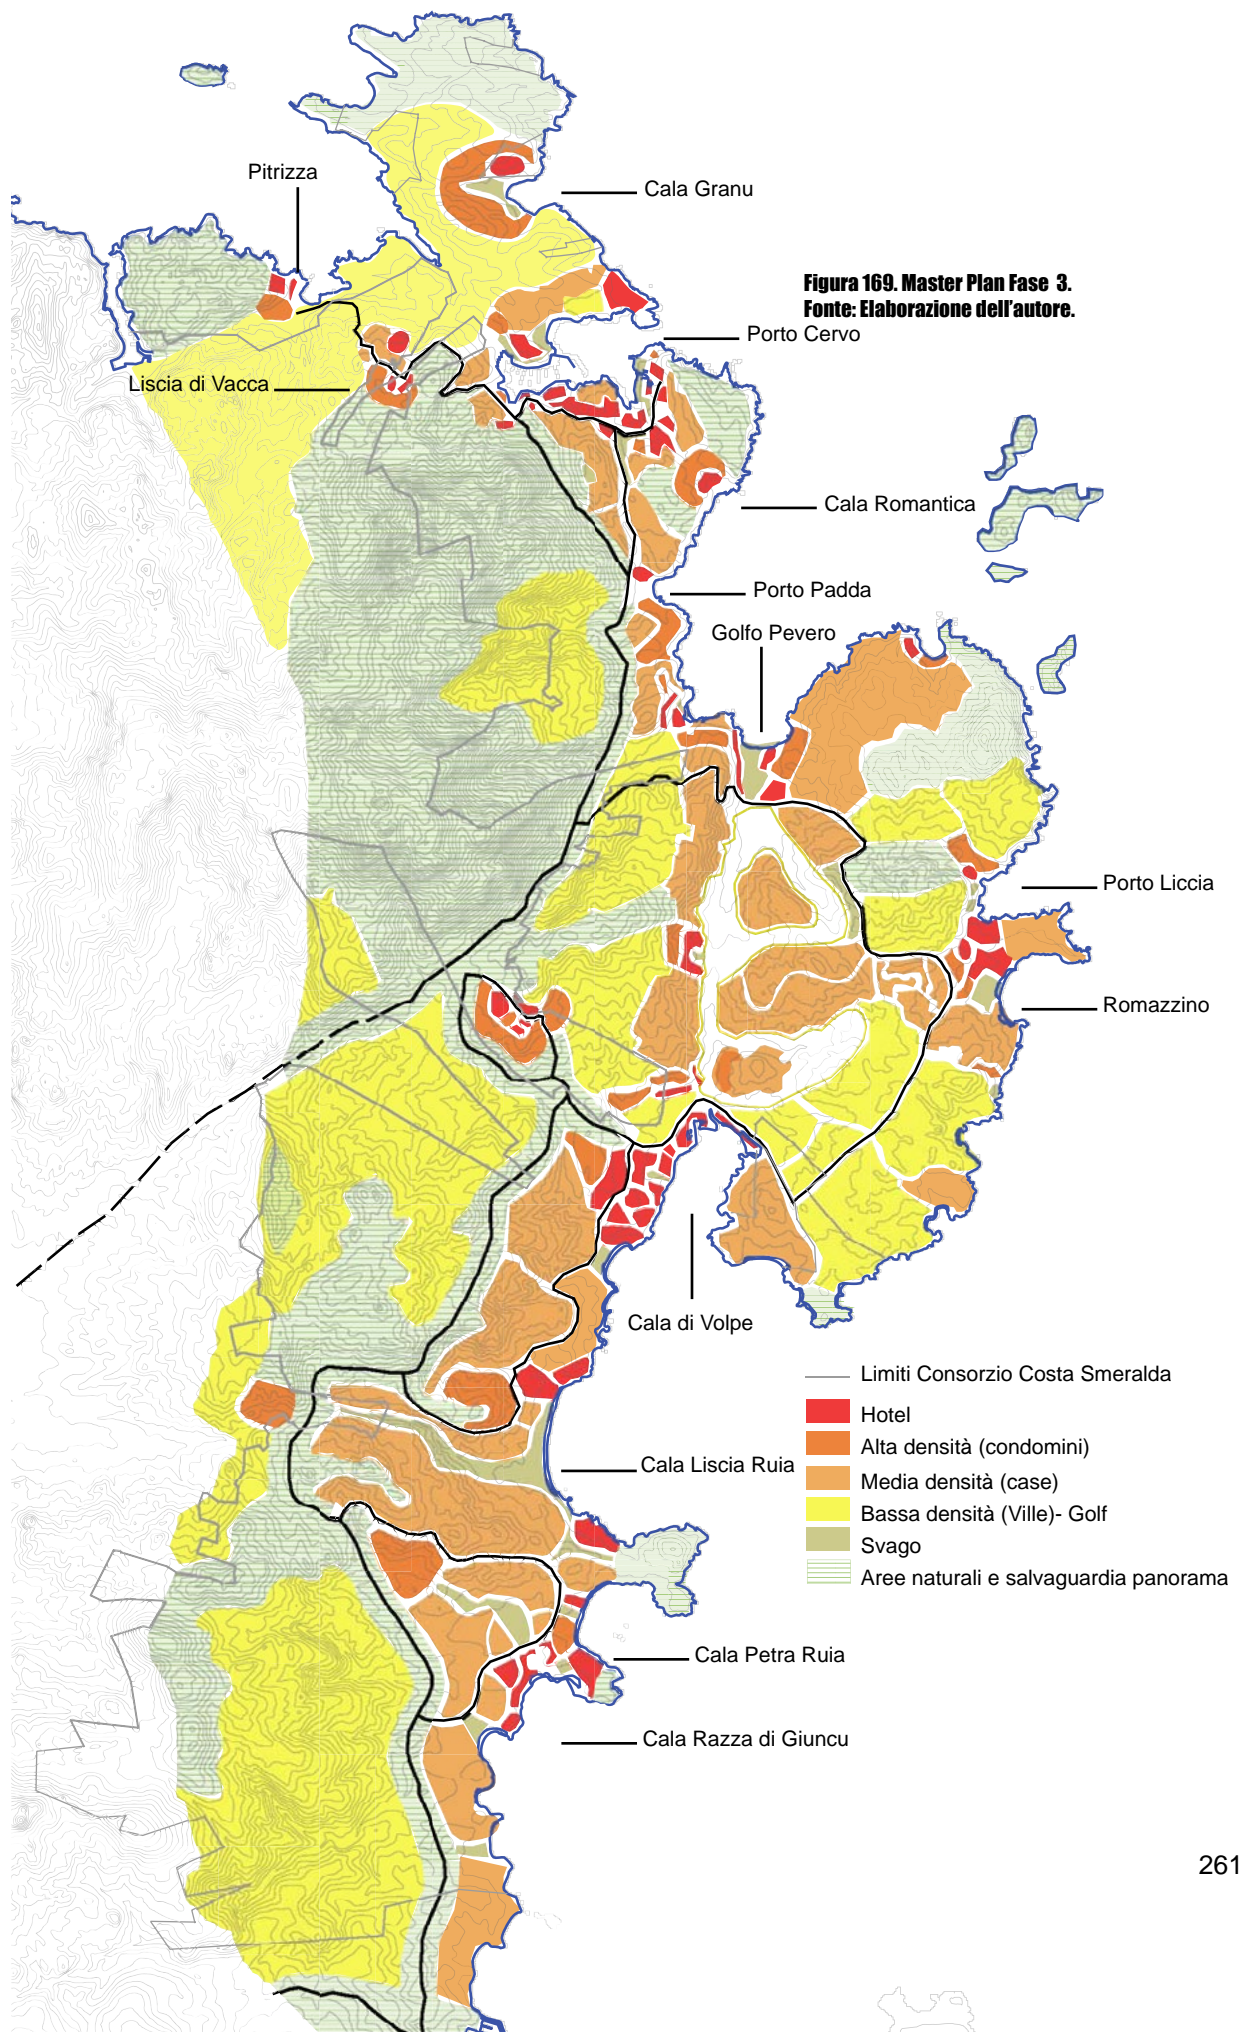 Pitrizza
Cala Granu
Figura 169. Master Plan Fase 3.
Fonte: Elaborazione dell'autore.
Porto Cervo
Liscia di Vacca
Cala Romantica
Porto Padda
Golfo Pevero
Porto Liccia
Romazzino
Cala di Volpe
Limiti Consorzio Costa Smeralda
Hotel
Alta densità (condomini)
Media densità (case)
Bassa densità (Ville)- Golf
Svago
Aree naturali e salvaguardia panorama
Cala Liscia Ruia
Cala Petra Ruia
Cala Razza di Giuncu
261